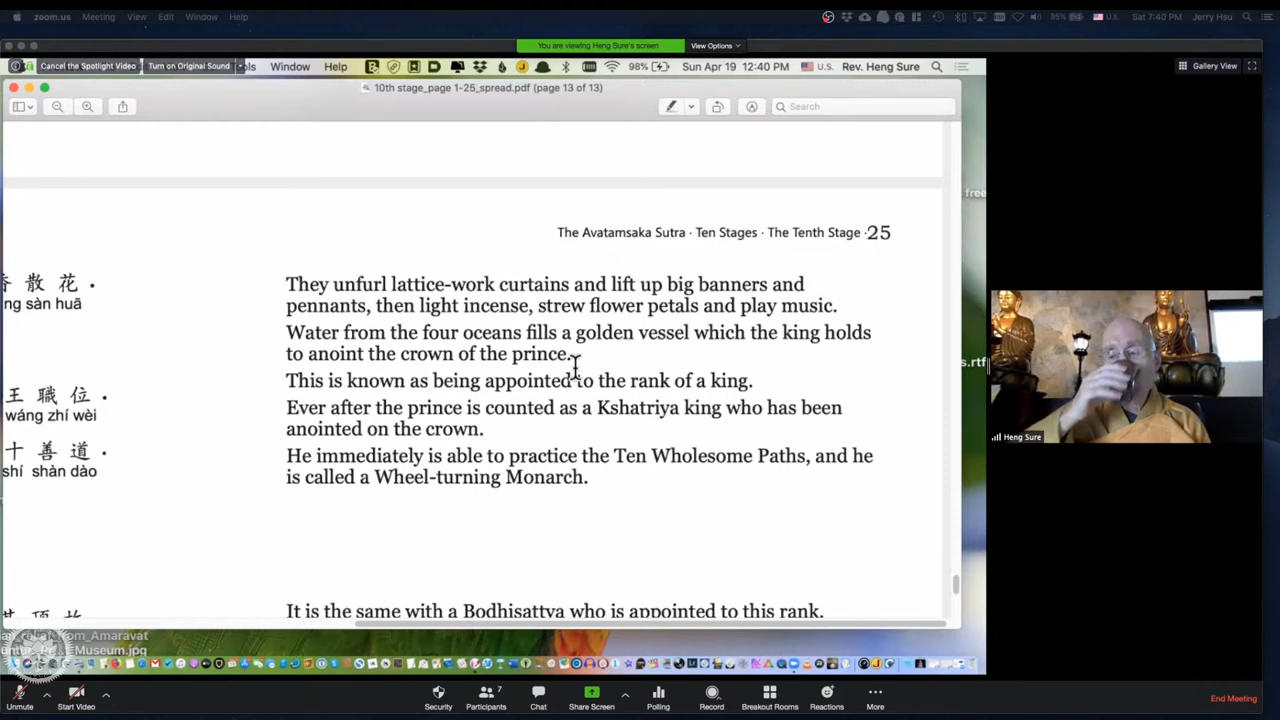 zoom.us Meeting View Edit Window Help 85% U.S. Sat 7:40 PM Jerry Hsu
You are viewing Heng Sure's screen View Options
Cancel the Spotlight Video Turn on Original Sound ols Window Help 98% Sun Apr 19 12:40 PM U.S. Rev. Heng Sure
Gallery View
10th stage_page 1-25_spread.pdf (page 13 of 13)
Search
free
The Avatamsaka Sutra · Ten Stages · The Tenth Stage ·25
散 花 .
ng sàn huā
They unfurl lattice-work curtains and lift up big banners and
pennants, then light incense, strew flower petals and play music.
Water from the four oceans fills a golden vessel which the king holds
to anoint the crown of the prince.
s.rtf
王 職 位
wáng zhí wèi
This is known as being appointed to the rank of a king.
Ever after the prince is counted as a Kshatriya king who has been
anointed on the crown.
Heng Sure
十 善 道 .
shí shàn dào
He immediately is able to practice the Ten Wholesome Paths, and he
is called a Wheel-turning Monarch.
It is the same with a Bodhisattva who is appointed to this rank.
from_Amaravat
Museum.jpg
Unmute Start Video Security Participants 7 Chat Share Screen Polling Record Breakout Rooms Reactions More End Meeting